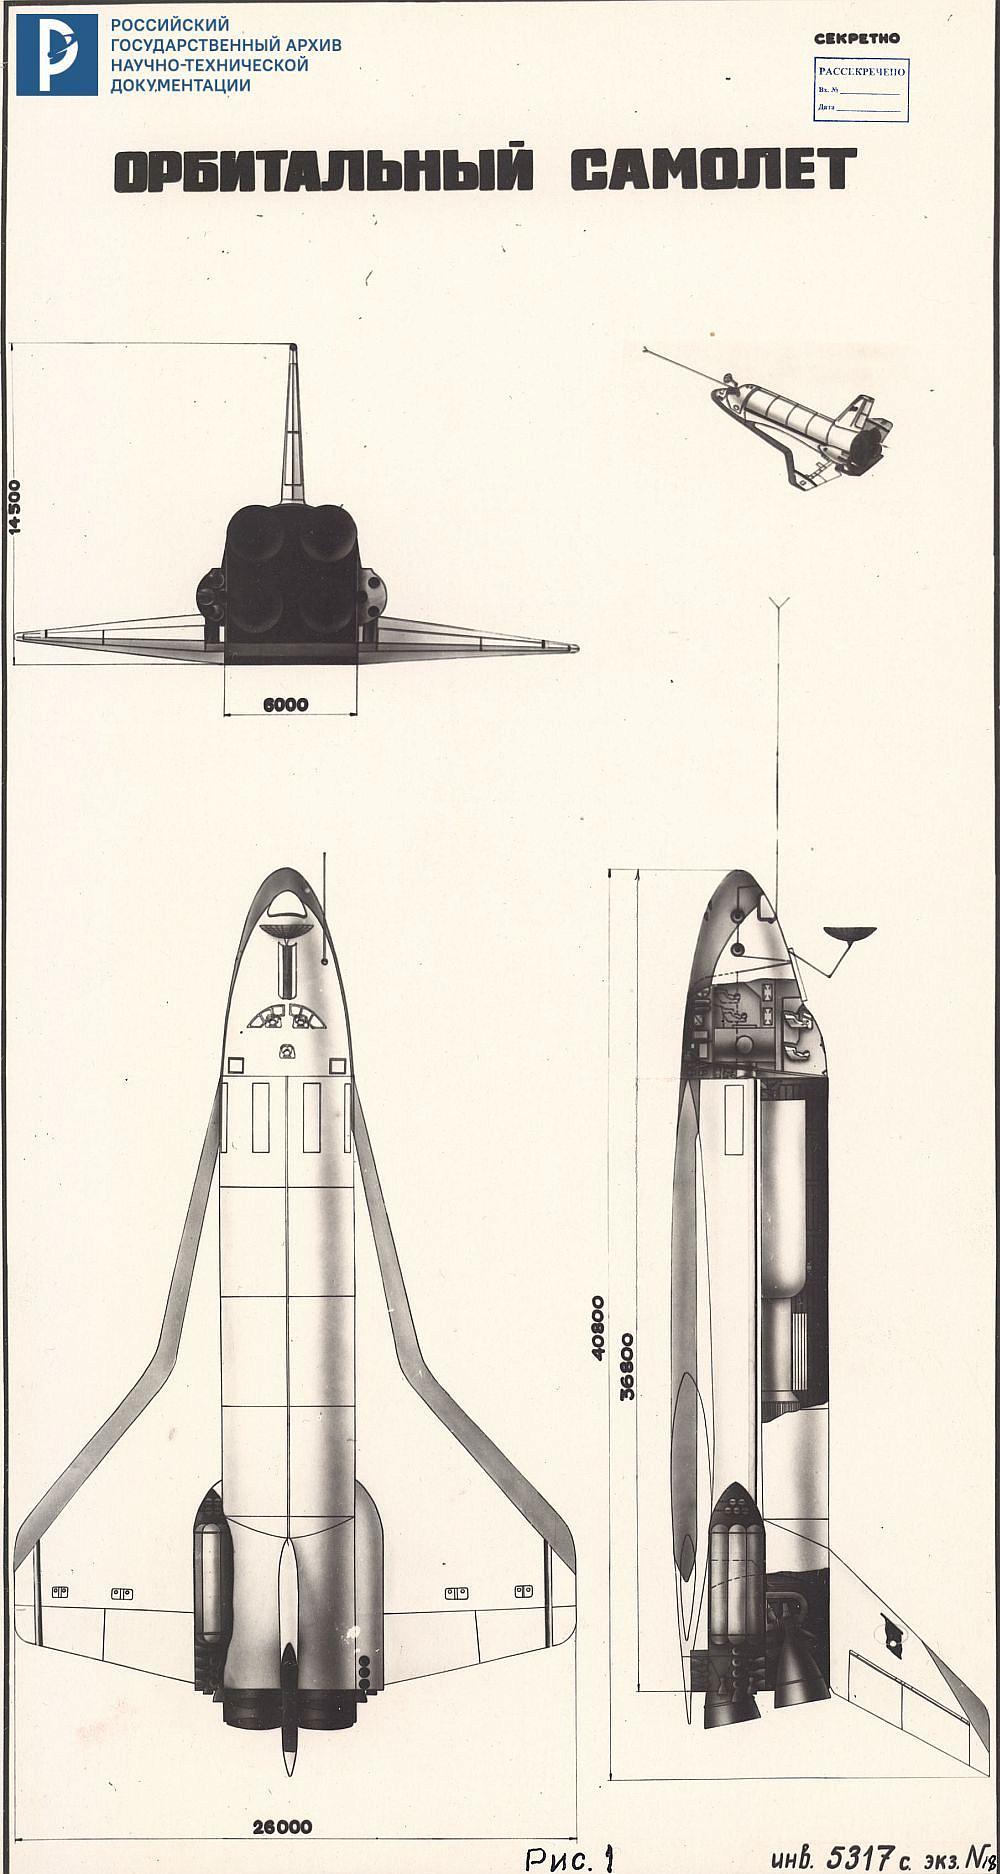 РОССИЙСКИЙ
ГОСУДАРСТВЕННЫЙ АРХИВ
НАУЧНО-ТЕХНИЧЕСКОЙ
ДОКУМЕНТАЦИИ
СЕКРЕТНО
РАССЕКРЕЧЕНО
Вх. №
Дата
ОРБИТАЛЬНЫЙ САМОЛЕТ
14500
6000
40800
36800
26000
Рис. 1
инв. 5317 с. экз. №